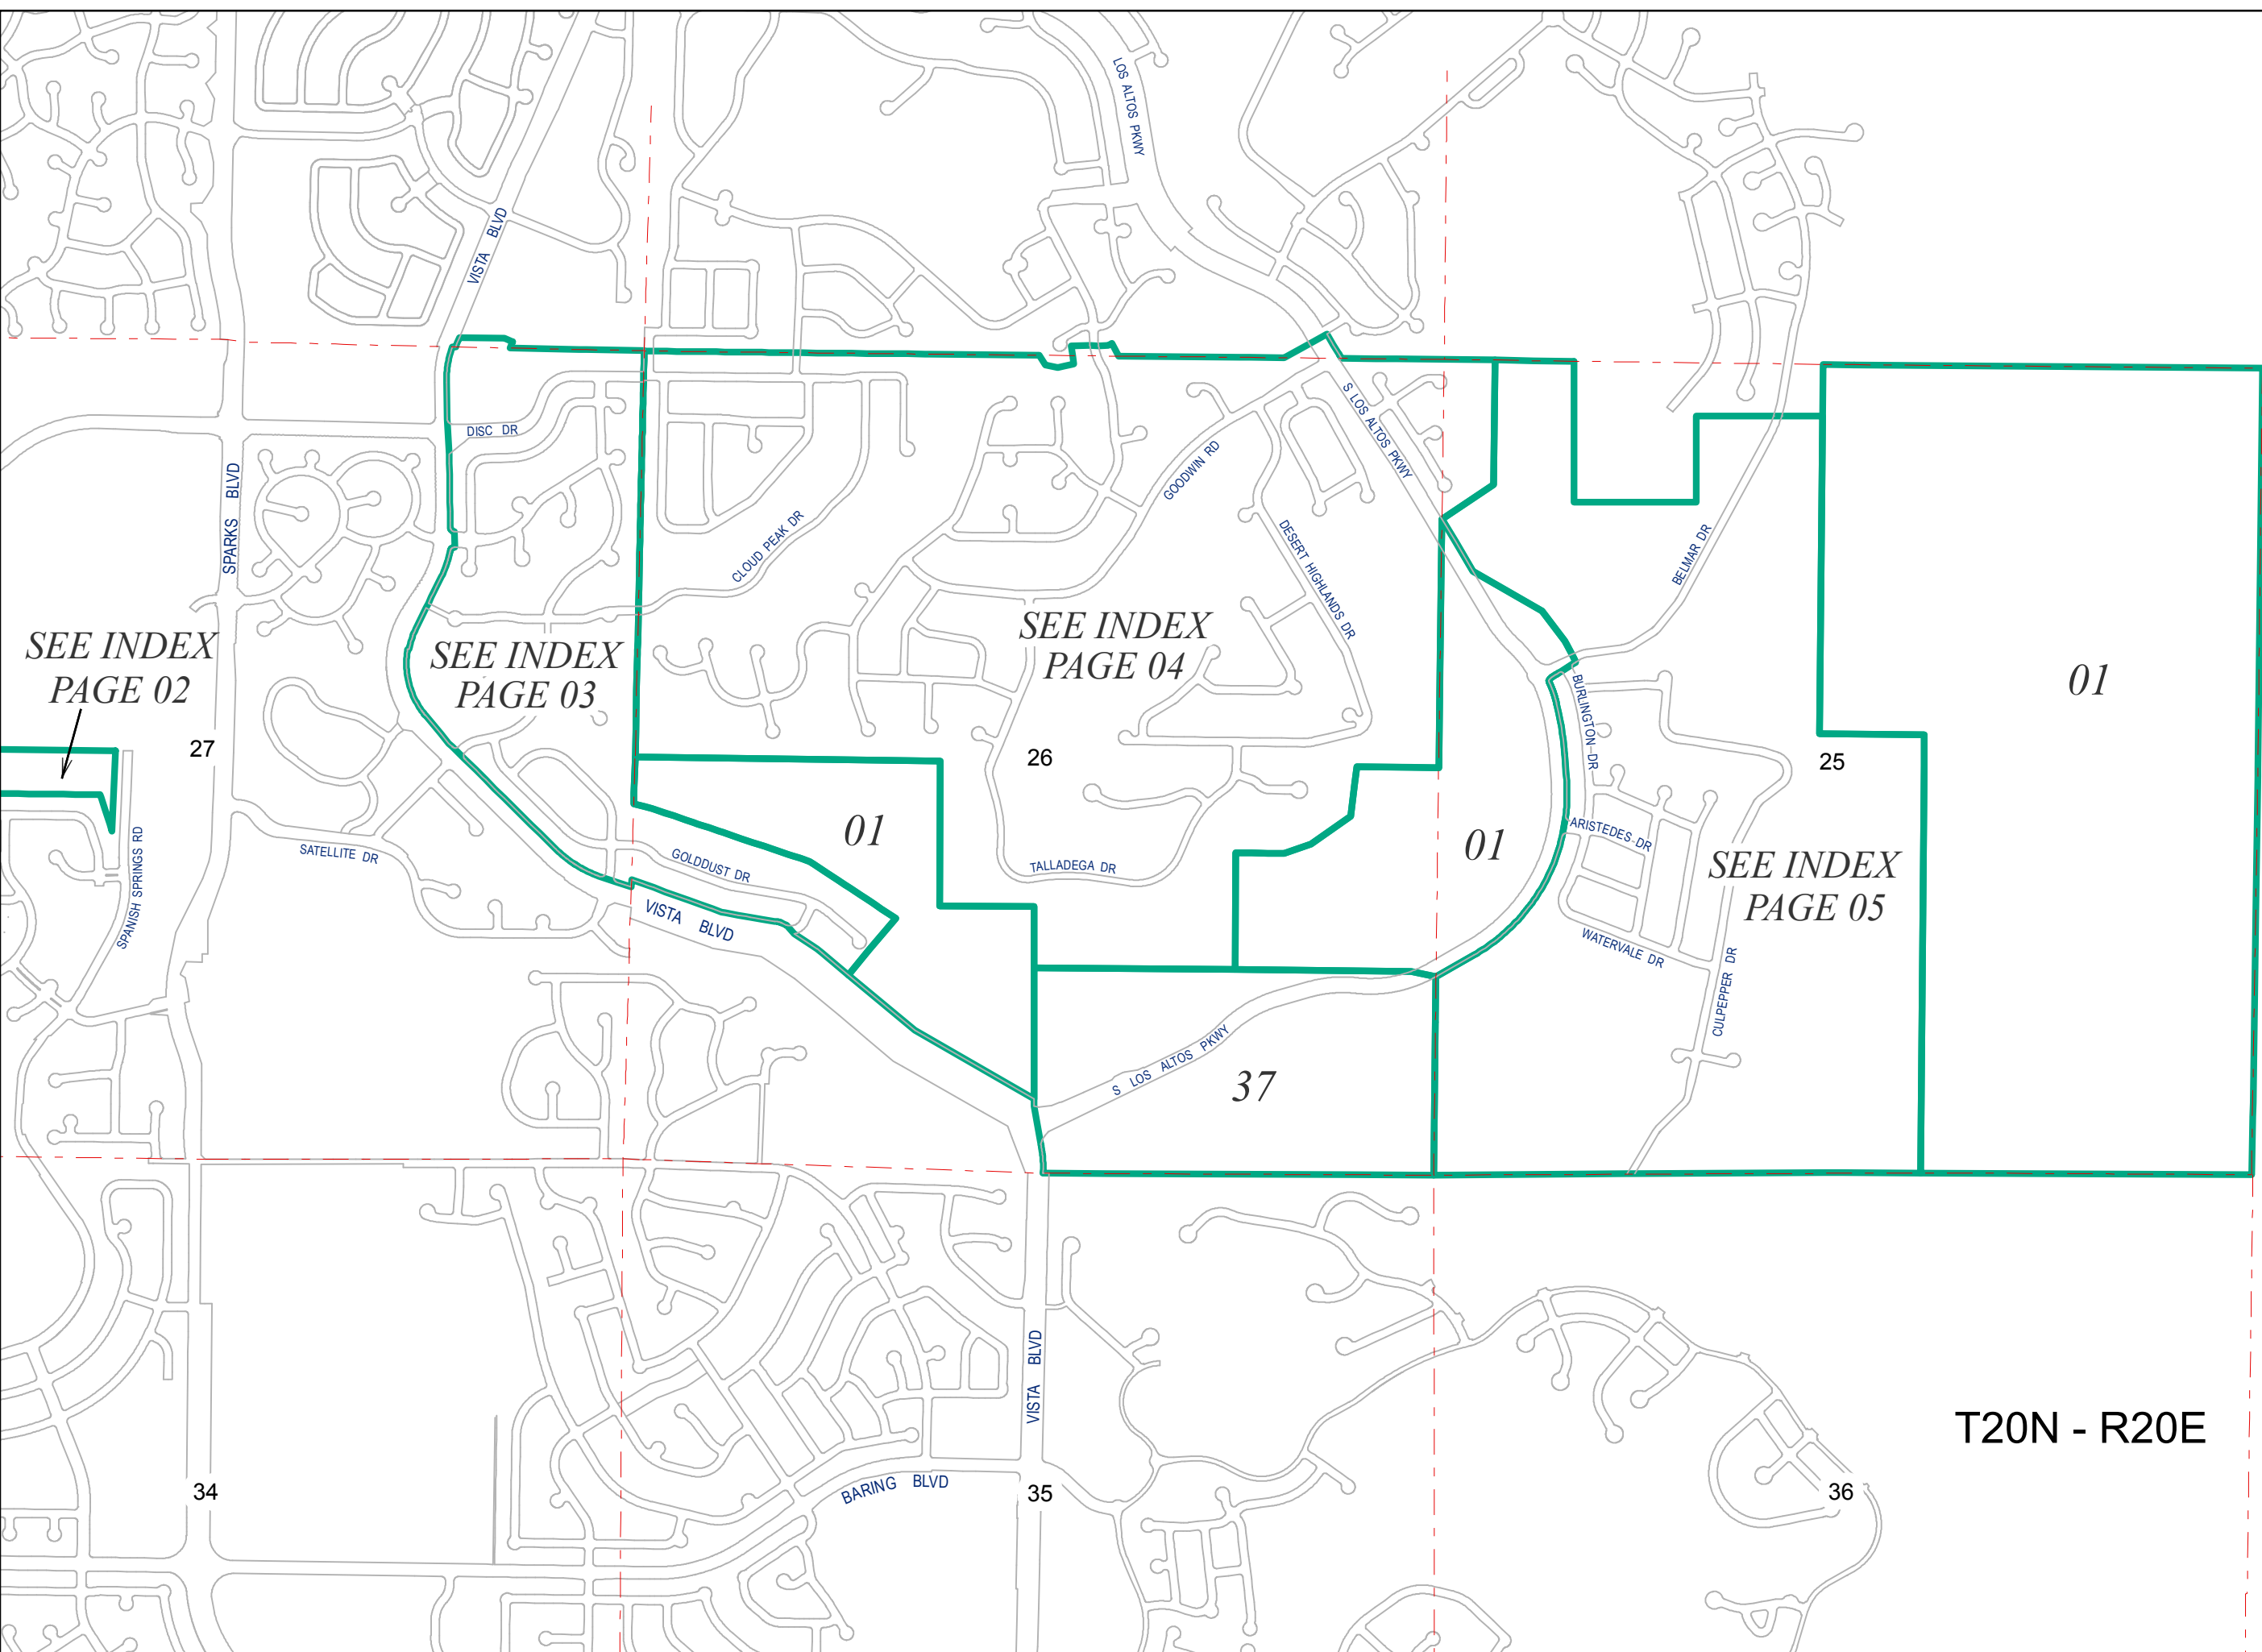 LOS ALTOS PKWY
VISTA BLVD
DISC DR
S LOS ALTOS PKWY
GOODWIN RD
SPARKS BLVD
CLOUD PEAK DR
DESERT HIGHLANDS DR
BELMAR DR
SEE INDEX
PAGE 02
SEE INDEX
PAGE 03
SEE INDEX
PAGE 04
01
BURLINGTON DR
27
26
25
01
01
ARISTEDES DR
SATELLITE DR
GOLDDUST DR
TALLADEGA DR
SEE INDEX
PAGE 05
SPANISH SPRINGS RD
VISTA BLVD
WATERVALE DR
CULPEPPER DR
S LOS ALTOS PKWY
37
VISTA BLVD
T20N - R20E
BARING BLVD
34
35
36